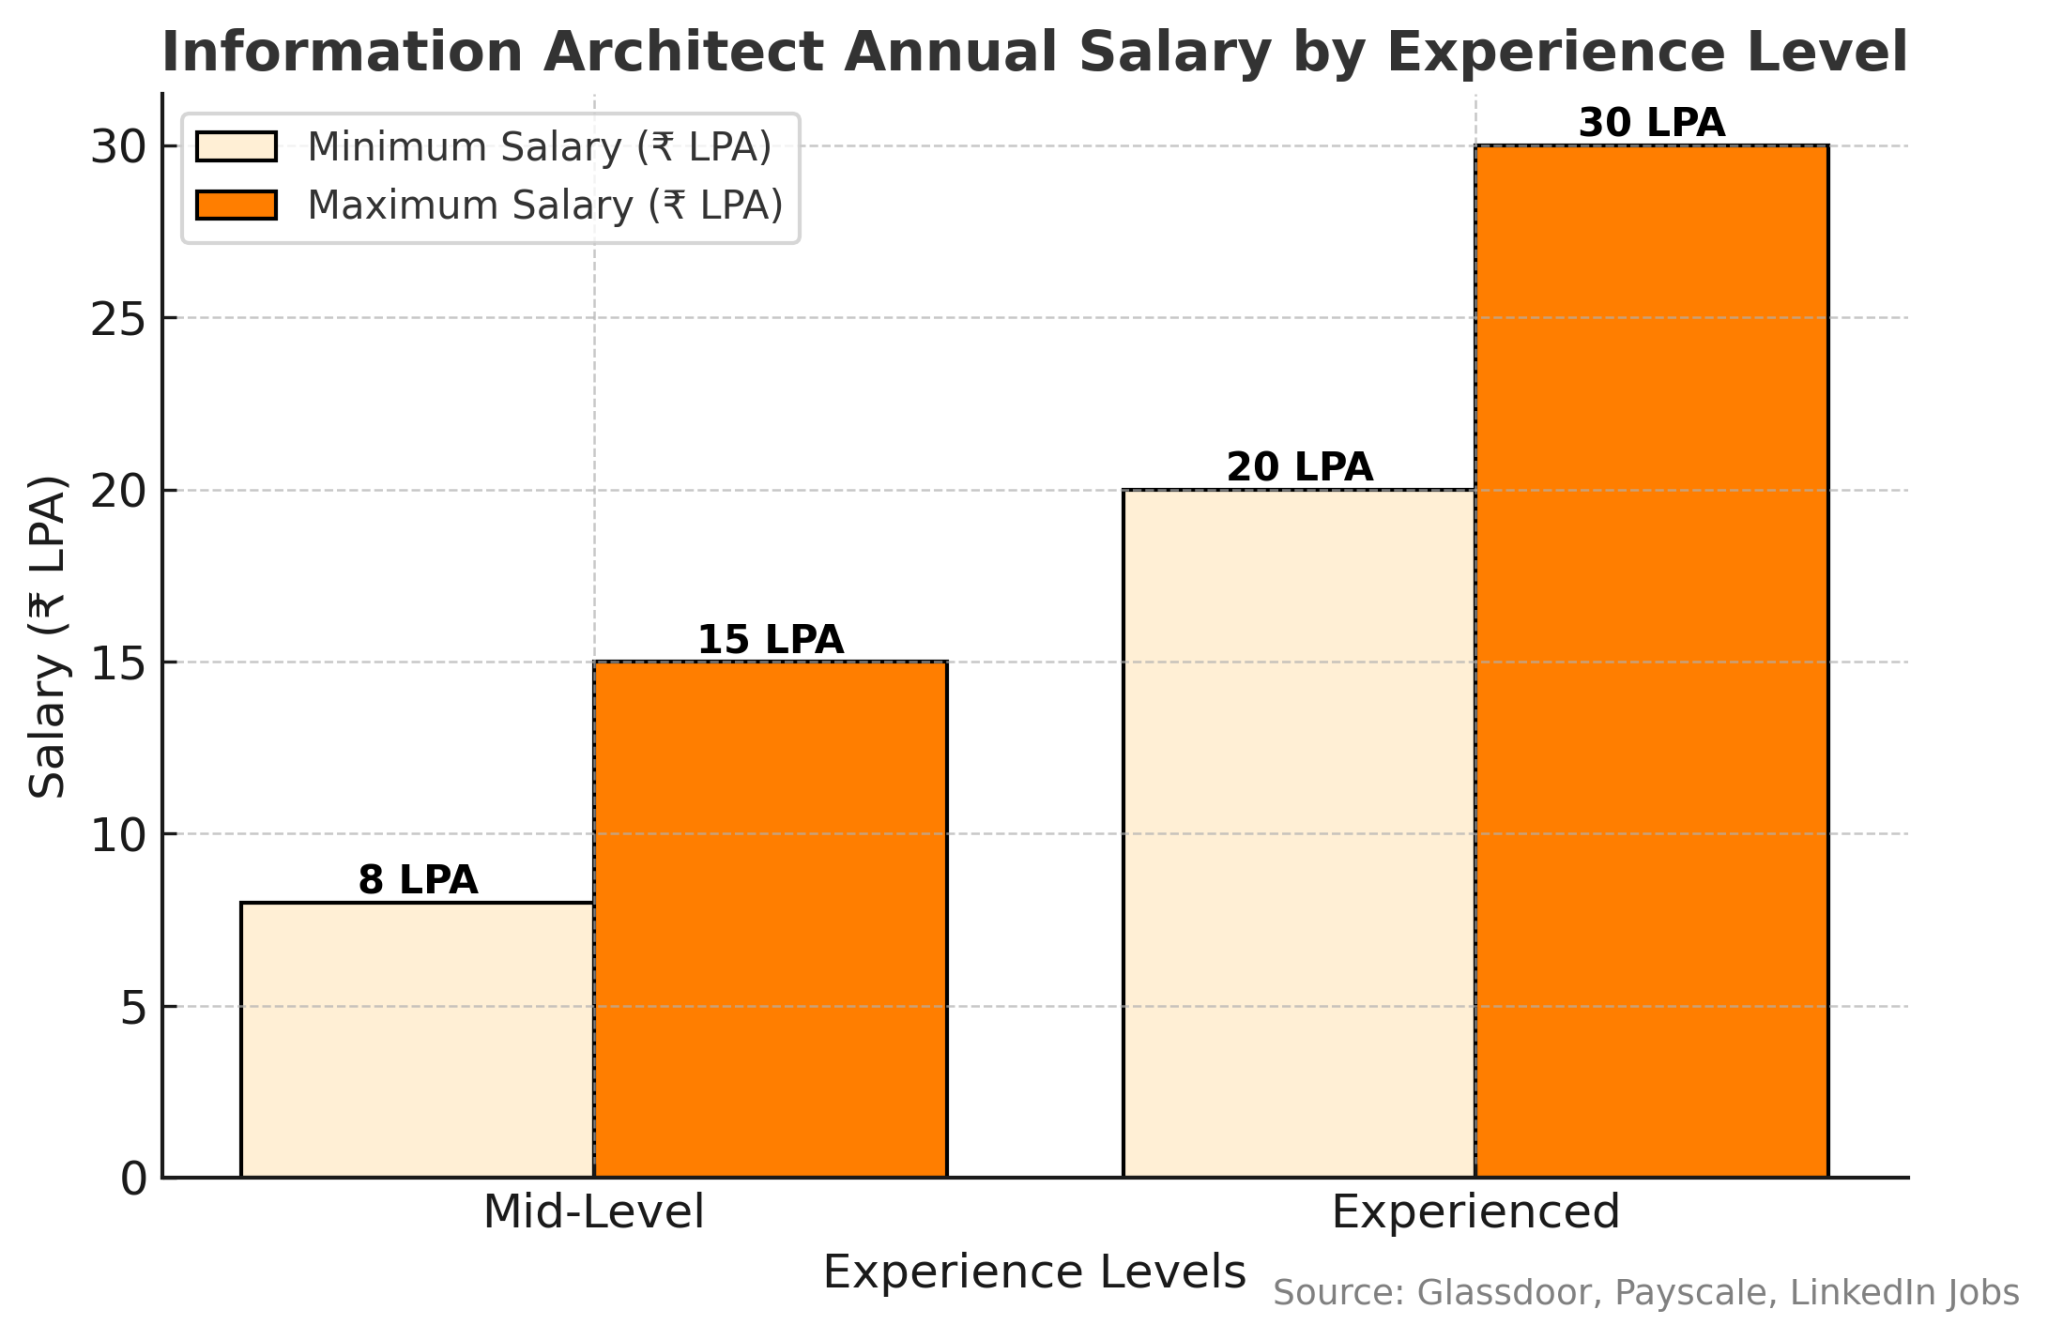 Information Architect Annual Salary by Experience Level
Minimum Salary (₹ LPA)
Maximum Salary (₹ LPA)
Salary (₹ LPA)
30
25
20
15
10
5
0
8 LPA
15 LPA
20 LPA
30 LPA
Mid-Level
Experienced
Experience Levels
Source: Glassdoor, Payscale, LinkedIn Jobs